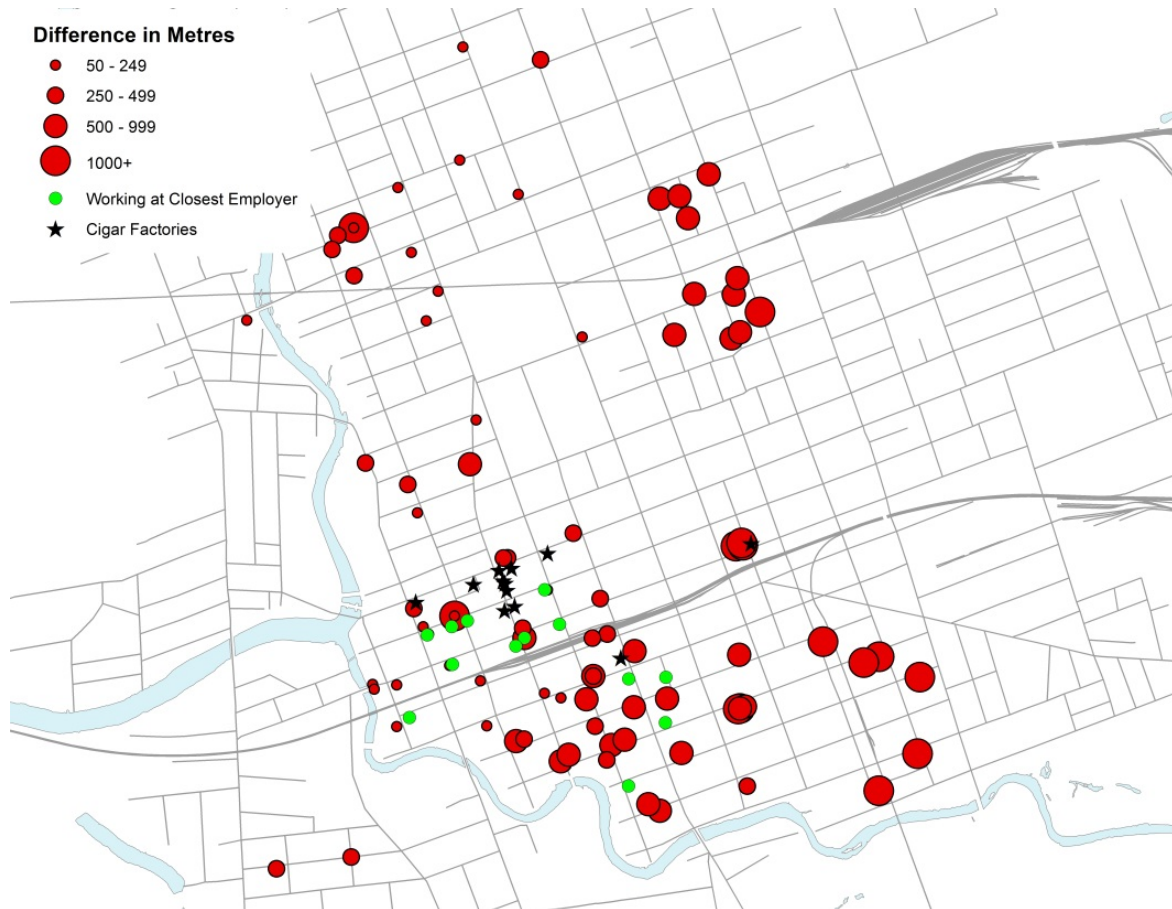 Difference in Metres
50 - 249
250 - 499
500 - 999
1000+
Working at Closest Employer
Cigar Factories